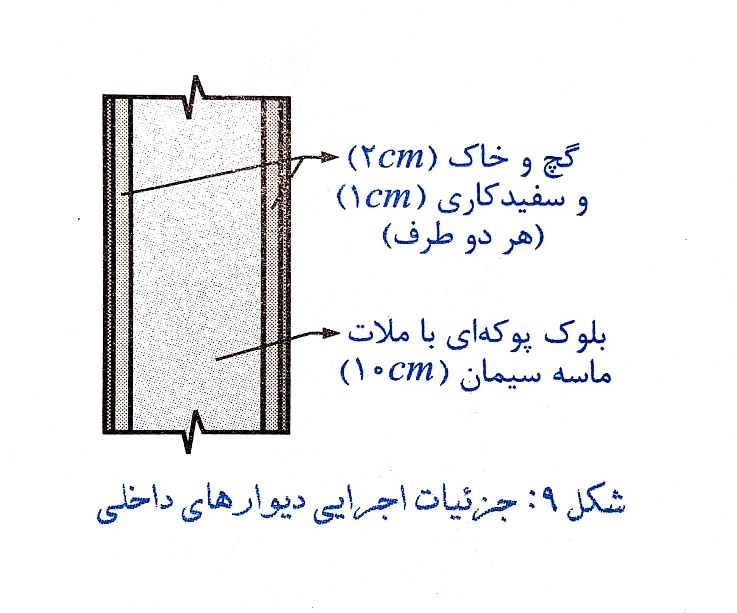 گچ و خاک (۲cm)
و سفیدکاری (۱cm)
(هر دو طرف)
بلوک پوکه‌ای با ملات
ماسه سیمان (۱۰cm)
شکل ۹: جزئیات اجرایی دیوارهای داخلی